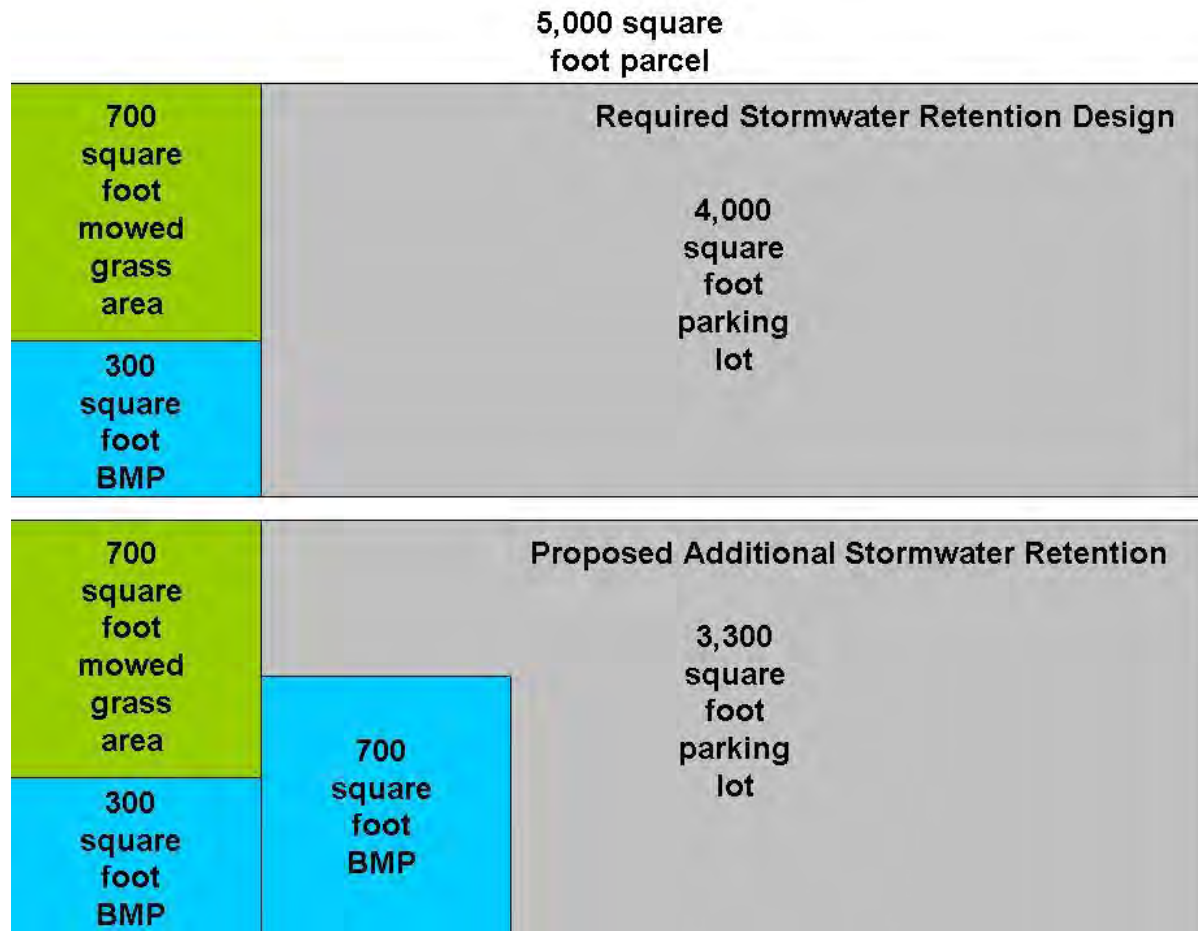 5,000 square
foot parcel
700
square
foot
mowed
grass
area
Required Stormwater Retention Design
4,000
square
foot
parking
lot
300
square
foot
BMP
700
square
foot
mowed
grass
area
Proposed Additional Stormwater Retention
3,300
square
foot
parking
lot
700
square
foot
BMP
300
square
foot
BMP